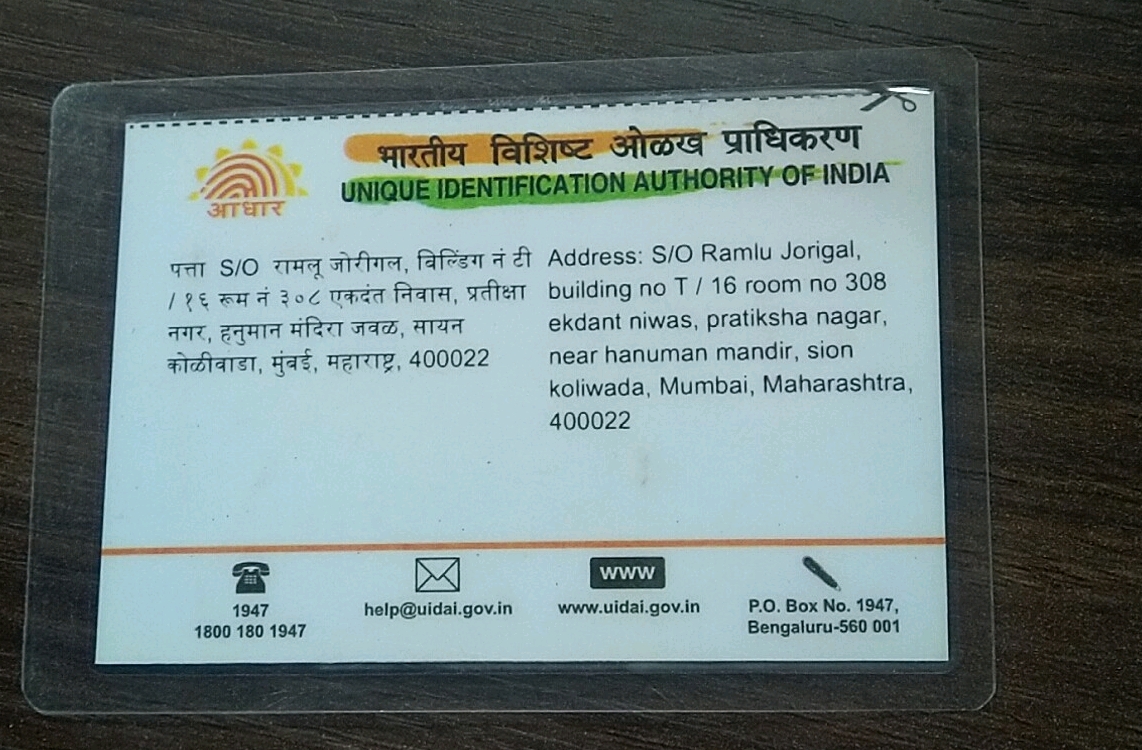 भारतीय विशिष्ट ओळख प्राधिकरण
UNIQUE IDENTIFICATION AUTHORITY OF INDIA
आधार
पत्ता S/O रामलू जोरीगल, विल्डिंग नं टी
/ १६ रूम नं ३०८ एकदंत निवास, प्रतीक्षा
नगर, हनुमान मंदिरा जवळ, सायन
कोळीवाडा, मुंबई, महाराष्ट्र, 400022
Address: S/O Ramlu Jorigal,
building no T / 16 room no 308
ekdant niwas, pratiksha nagar,
near hanuman mandir, sion
koliwada, Mumbai, Maharashtra,
400022
1947
1800 180 1947
help@uidai.gov.in
www
www.uidai.gov.in
P.O. Box No. 1947,
Bengaluru-560 001